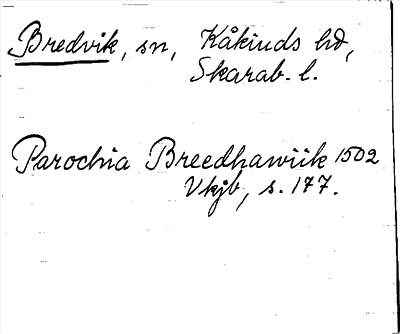 Bredvik, sn, Kåkinds hd,
Skarab. l.
Parochia Breedhawiik 1502
Vkjb, s. 177.